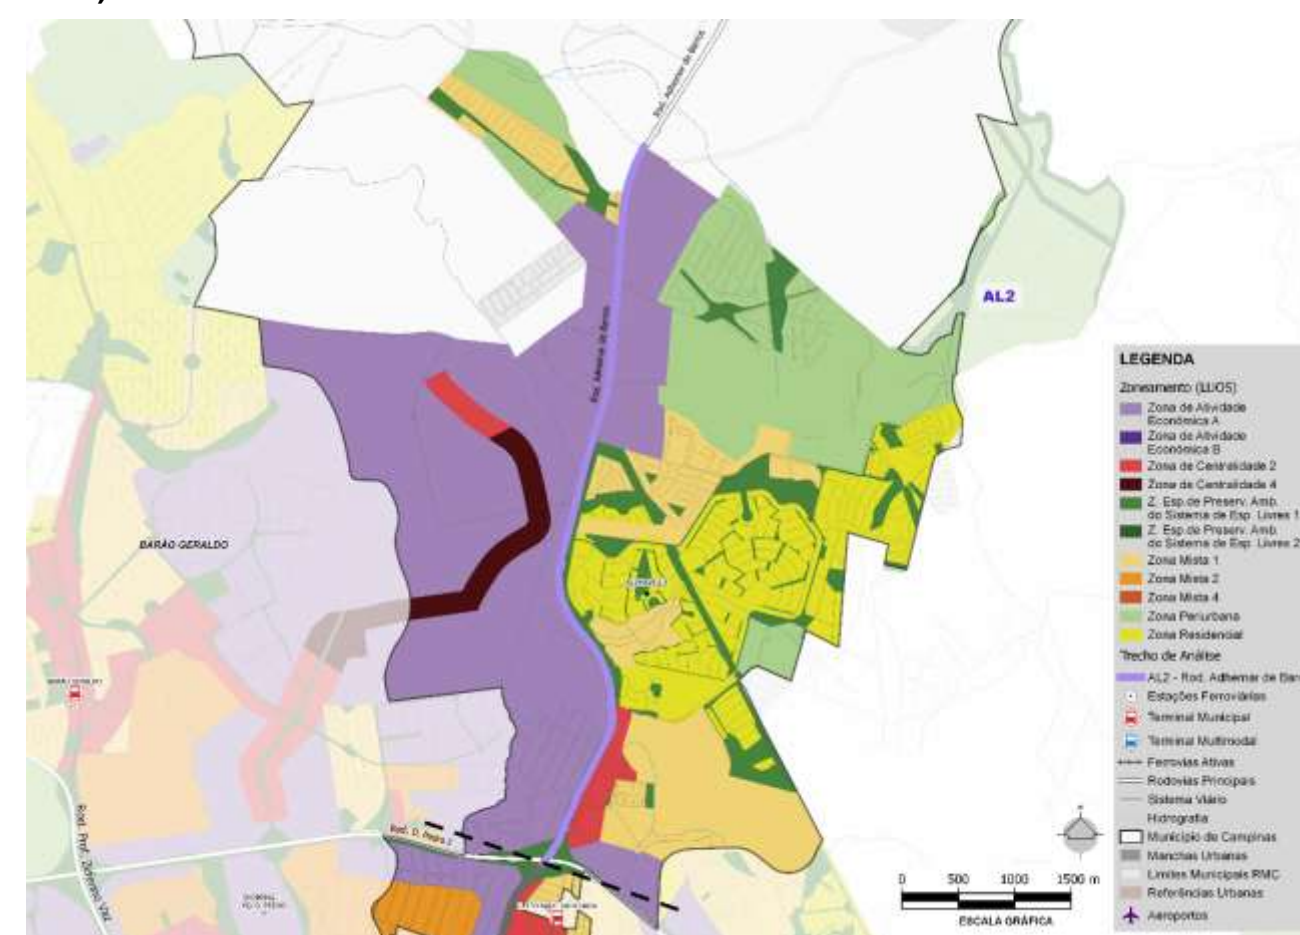 Rod. Adhemar de Barros
AL2
Rod. Adhemar de Barros
BARÃO GERALDO
Rod. D. Pedro I
Rod. Prof. Zeferino Vaz
0 500 1000 1500 m
ESCALA GRÁFICA
LEGENDA
Zoneamento (LUOS)
Zona de Atividade
Econômica A
Zona de Atividade
Econômica B
Zona de Centralidade 2
Zona de Centralidade 4
Z. Esp. de Preserv. Amb.
do Sistema de Esp. Livres 1
Z. Esp. de Preserv. Amb.
do Sistema de Esp. Livres 2
Zona Mista 1
Zona Mista 2
Zona Mista 4
Zona Periurbana
Zona Residencial
Trecho de Análise
AL2 - Rod. Adhemar de Bar
Estações Ferroviárias
Terminal Municipal
Terminal Multimodal
Ferrovias Ativas
Rodovias Principais
Sistema Viário
Hidrografia
Município de Campinas
Manchas Urbanas
Limites Municipais RMC
Referências Urbanas
Aeroportos